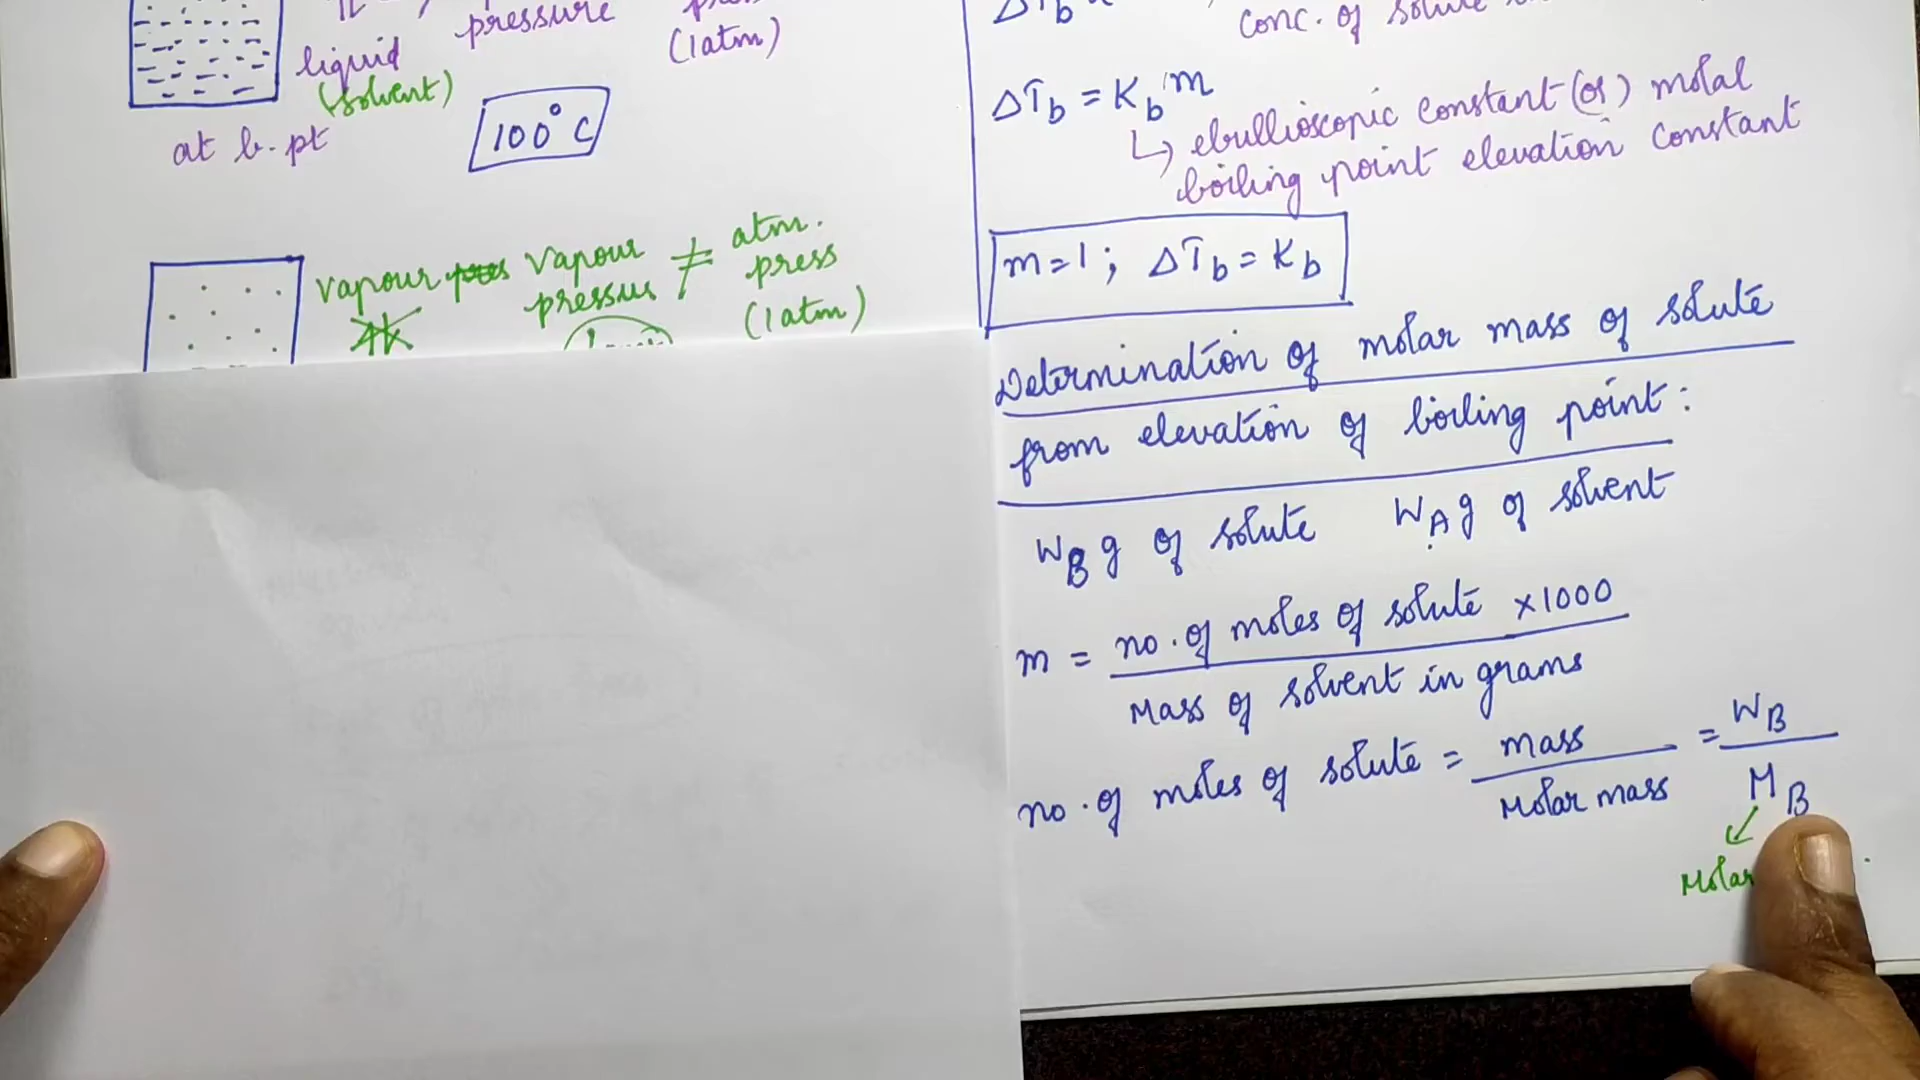 liquid
pressure
(1atm)
(solvent)
at b.pt
100°C
vapour vapour ≠ atm.
pressure press
(1atm)
conc. of
ΔTb = Kb m
↳ ebullioscopic constant (or) molal
boiling point elevation constant
m=1; ΔTb = Kb
Determination of molar mass of solute
from elevation of boiling point:
WB g of solute WA g of solvent
m = no. of moles of solute ×1000
Mass of solvent in grams
no. of moles of solute = mass = WB
Molar mass MB
Molar